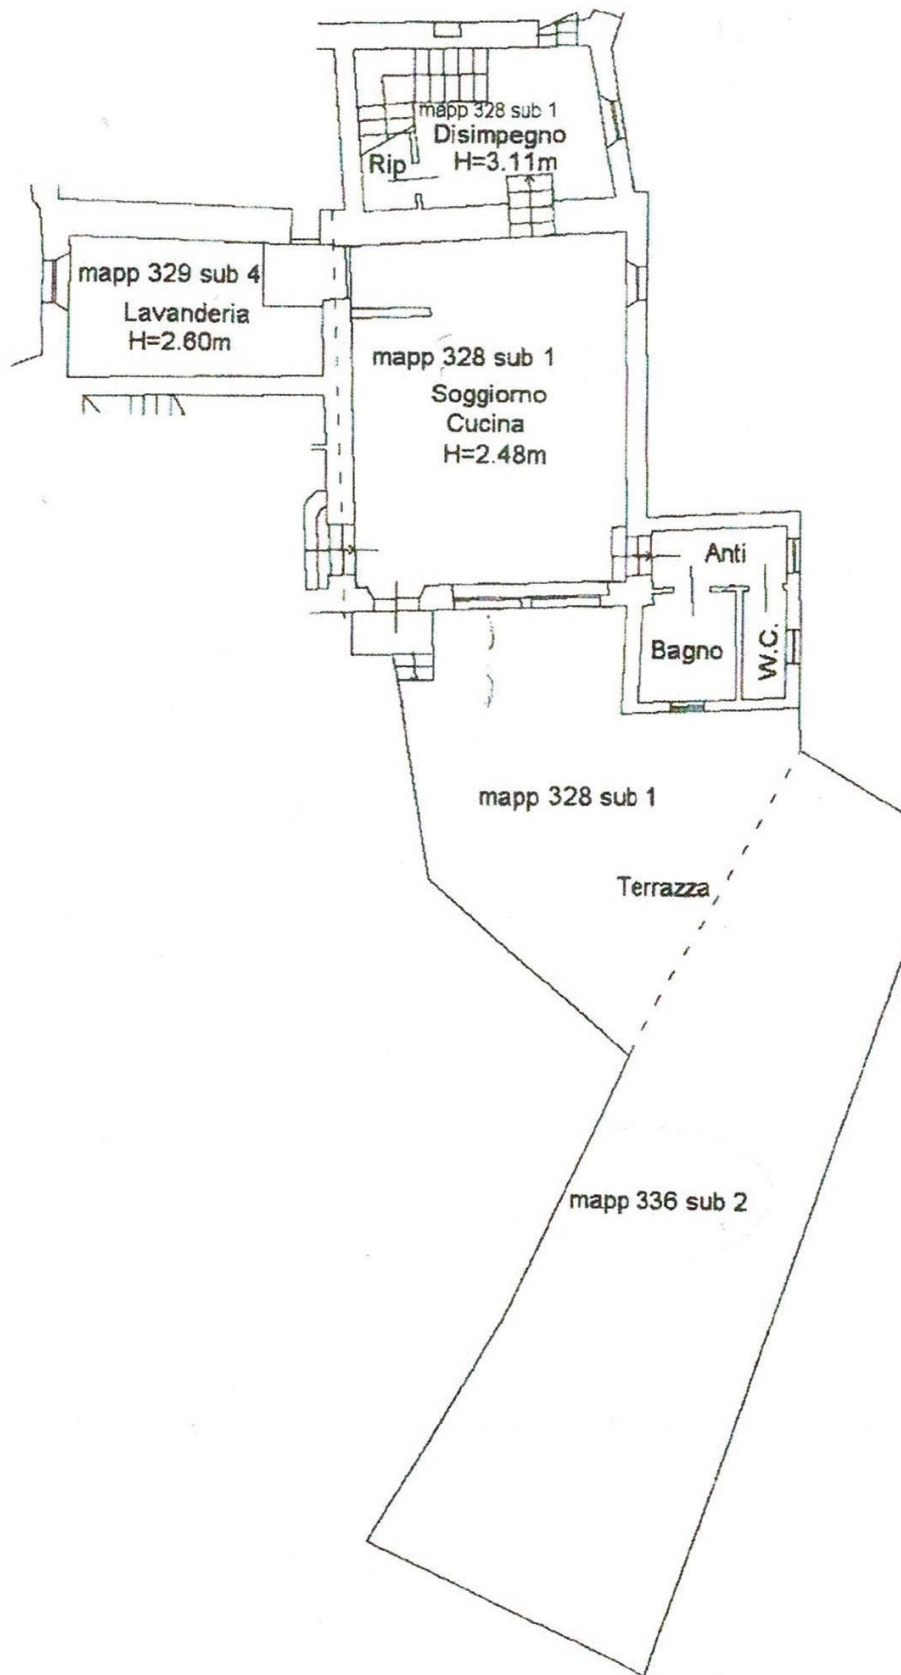 mapp 328 sub 1
Disimpegno
H=3.11m
Rip
mapp 329 sub 4
Lavanderia
H=2.60m
mapp 328 sub 1
Soggiorno
Cucina
H=2.48m
Anti
Bagno
W.C.
mapp 328 sub 1
Terrazza
mapp 336 sub 2